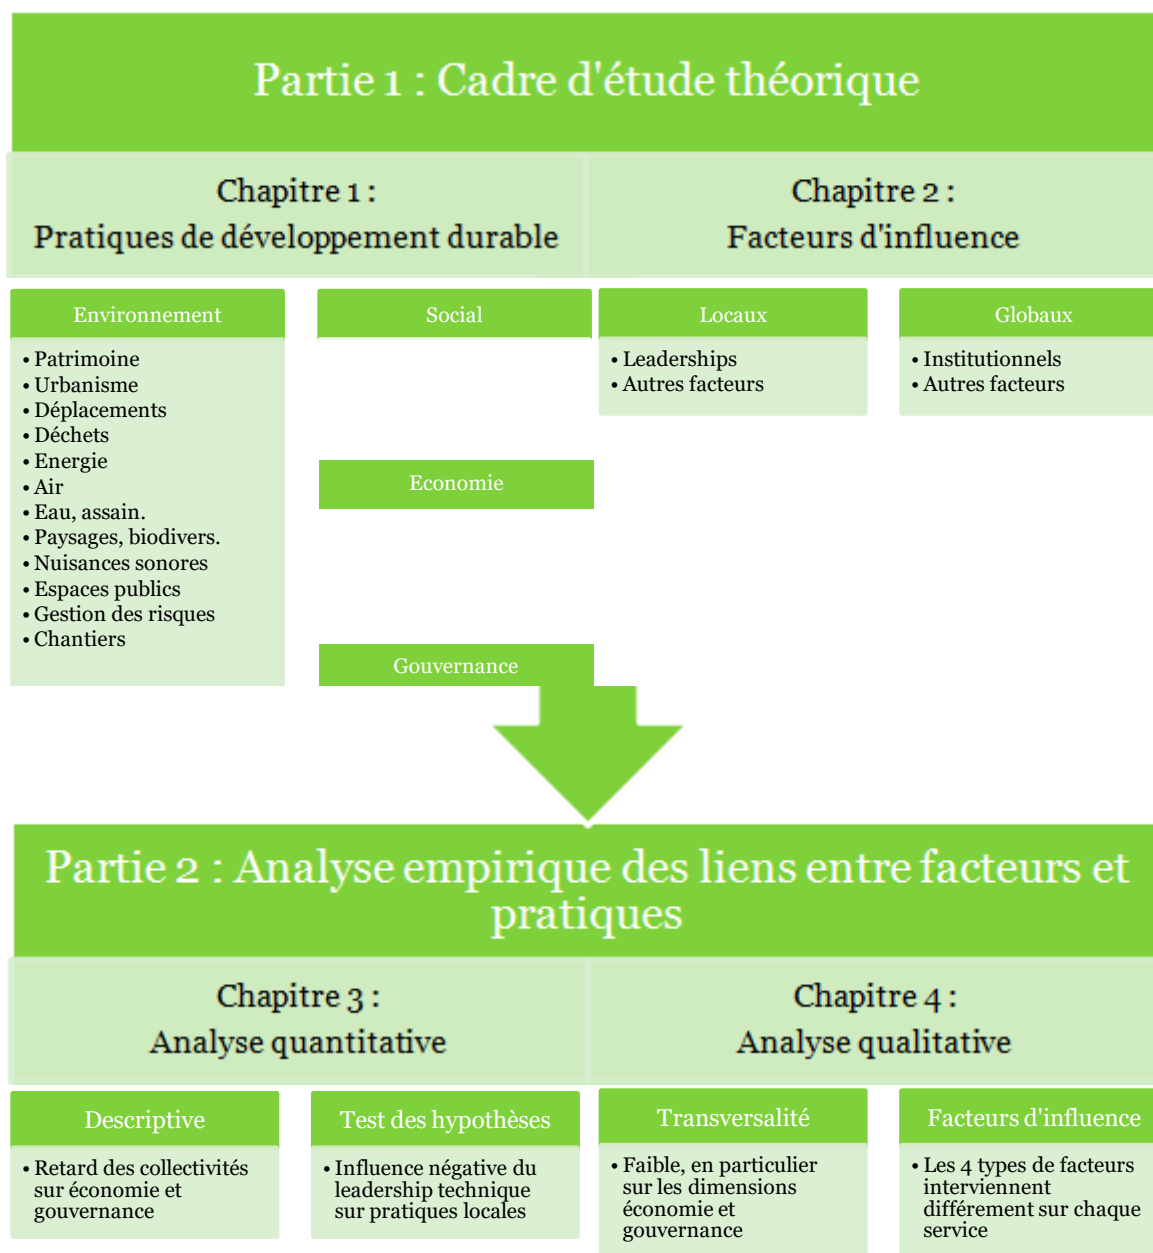 Partie 1 : Cadre d'étude théorique
Chapitre 1 :
Pratiques de développement durable
Chapitre 2 :
Facteurs d'influence
Environnement
• Patrimoine
• Urbanisme
• Déplacements
• Déchets
• Energie
• Air
• Eau, assain.
• Paysages, biodivers.
• Nuisances sonores
• Espaces publics
• Gestion des risques
• Chantiers
Social
Economie
Gouvernance
Locaux
• Leaderships
• Autres facteurs
Globaux
• Institutionnels
• Autres facteurs
Partie 2 : Analyse empirique des liens entre facteurs et
pratiques
Chapitre 3 :
Analyse quantitative
Chapitre 4 :
Analyse qualitative
Descriptive
• Retard des collectivités
sur économie et
gouvernance
Test des hypothèses
• Influence négative du
leadership technique
sur pratiques locales
Transversalité
• Faible, en particulier
sur les dimensions
économie et
gouvernance
Facteurs d'influence
• Les 4 types de facteurs
interviennent
différement sur chaque
service